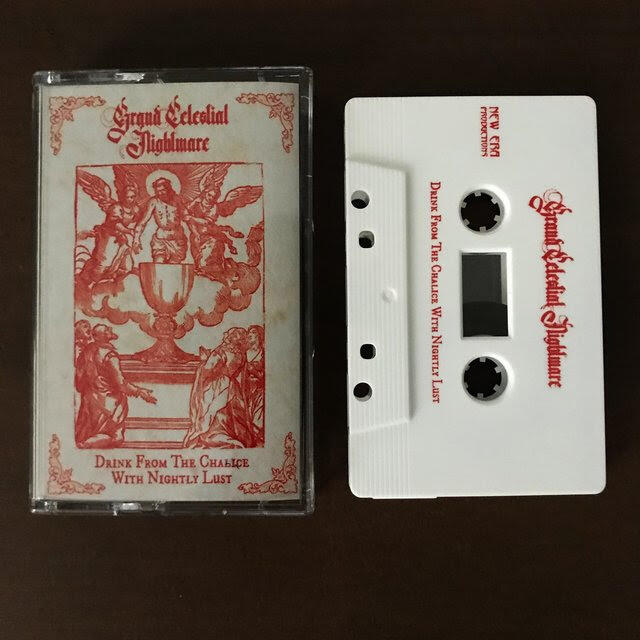 Grand Celestial
Nightmare
Drink From The Chalice
With Nightly Lust
NEW ERA
PRODUCTIONS
Grand Celestial Nightmare
Drink From The Chalice With Nightly Lust